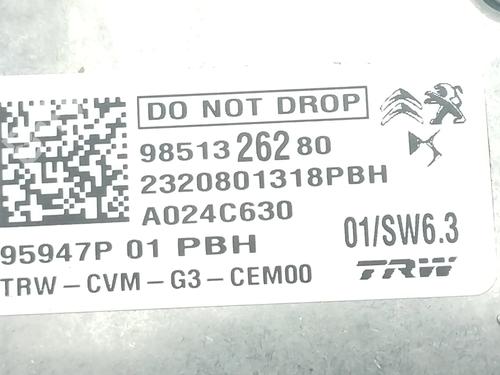 DO NOT DROP
98513 262 80
2320801318PBH
A024C630
95947P 01 PBH
01/SW6.3
TRW-CVM-G3-CEM00
TRW